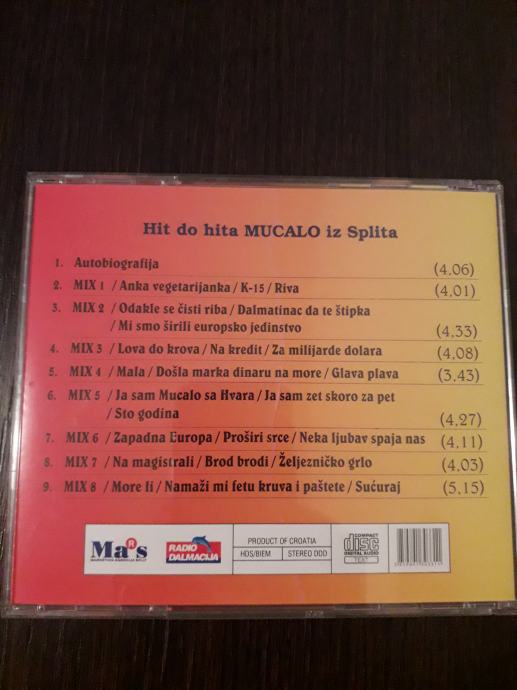 Hit do hita MUCALO iz Splita
1. Autobiografija (4,06)
2. MIX 1 / Anka vegetarijanka / K-15 / Riva (4,01)
3. MIX 2 / Odakle se čisti riba / Dalmatinac da te štipka
/ Mi smo širili europsko jedinstvo (4,33)
4. MIX 3 / Lova do krova / Na kredit / Za milijarde dolara (4,08)
5. MIX 4 / Mala / Došla marka dinaru na more / Glava plava (3,43)
6. MIX 5 / Ja sam Mucalo sa Hvara / Ja sam zet skoro za pet
/ Sto godina (4,27)
7. MIX 6 / Zapadna Europa / Proširi srce / Neka ljubav spaja nas (4,11)
8. MIX 7 / Na magistrali / Brod brodi / Željezničko grlo (4,03)
9. MIX 8 / More li / Namaži mi fetu kruva i paštete / Sućuraj (5,15)
MaRs
RADIO
DALMACIJA
PRODUCT OF CROATIA
HDS/BIEM STEREO DDD
COMPACT
disc
DIGITAL AUDIO
TEXT